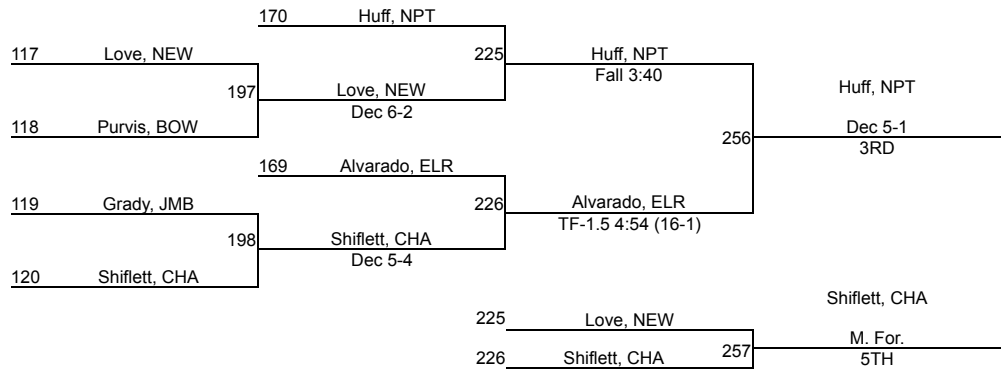 170 Huff, NPT
117 Love, NEW
225 Huff, NPT
Fall 3:40
Huff, NPT
197 Love, NEW
Dec 6-2
118 Purvis, BOW
256 Dec 5-1
3RD
169 Alvarado, ELR
119 Grady, JMB
226 Alvarado, ELR
TF-1.5 4:54 (16-1)
198 Shiflett, CHA
Dec 5-4
120 Shiflett, CHA
Shiflett, CHA
225 Love, NEW
257 M. For.
5TH
226 Shiflett, CHA